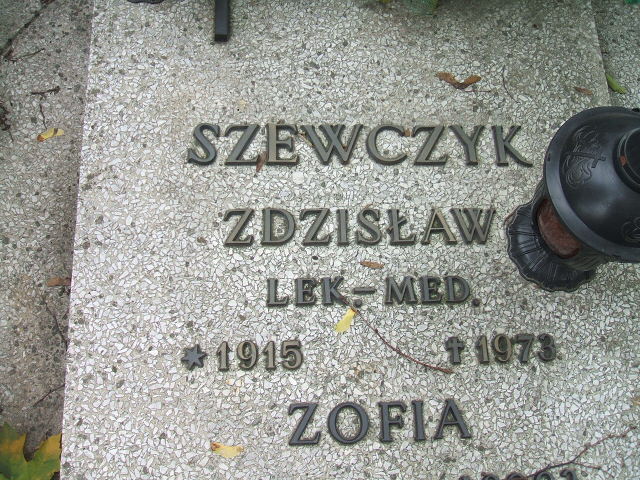 SZEWCZYK
ZDZISŁAW
LEK.-MED.
★1915 ✝1973
ZOFIA